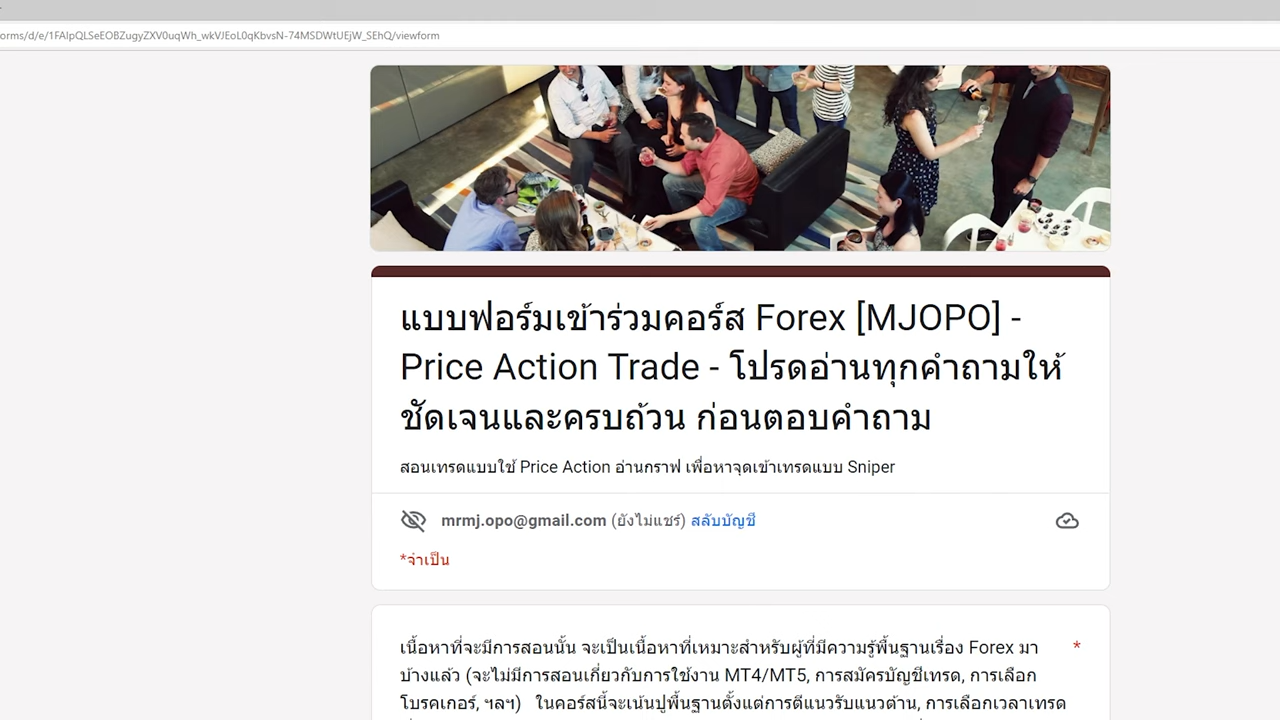 orms/d/e/1FAIpQLSeEOBZugyZXV0uqWh_wkVJEoL0qKbvsN-74MSDWtUEjW_SEhQ/viewform
แบบฟอร์มเข้าร่วมคอร์ส Forex [MJOPO] -
Price Action Trade - โปรดอ่านทุกคำถามให้
ชัดเจนและครบถ้วน ก่อนตอบคำถาม
สอนเทรดแบบใช้ Price Action อ่านกราฟ เพื่อหาจุดเข้าเทรดแบบ Sniper
mrmj.opo@gmail.com (ยังไม่แชร์) สลับบัญชี
*จำเป็น
เนื้อหาที่จะมีการสอนนั้น จะเป็นเนื้อหาที่เหมาะสำหรับผู้ที่มีความรู้พื้นฐานเรื่อง Forex มา *
บ้างแล้ว (จะไม่มีการสอนเกี่ยวกับการใช้งาน MT4/MT5, การสมัครบัญชีเทรด, การเลือก
โบรคเกอร์, ฯลฯ) ในคอร์สนี้จะเน้นปูพื้นฐานตั้งแต่การตีแนวรับแนวต้าน, การเลือกเวลาเทรด